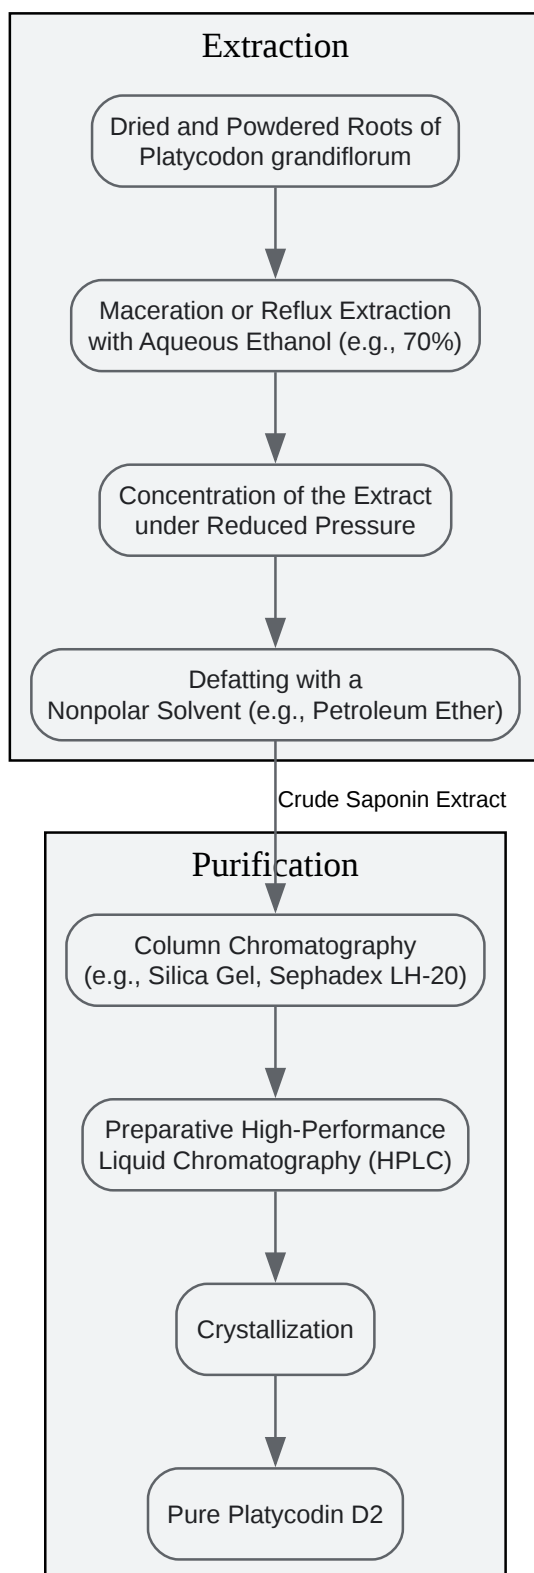 Extraction
Dried and Powdered Roots of
Platycodon grandiflorum
Maceration or Reflux Extraction
with Aqueous Ethanol (e.g., 70%)
Concentration of the Extract
under Reduced Pressure
Defatting with a
Nonpolar Solvent (e.g., Petroleum Ether)
Crude Saponin Extract
Purification
Column Chromatography
(e.g., Silica Gel, Sephadex LH-20)
Preparative High-Performance
Liquid Chromatography (HPLC)
Crystallization
Pure Platycodin D2